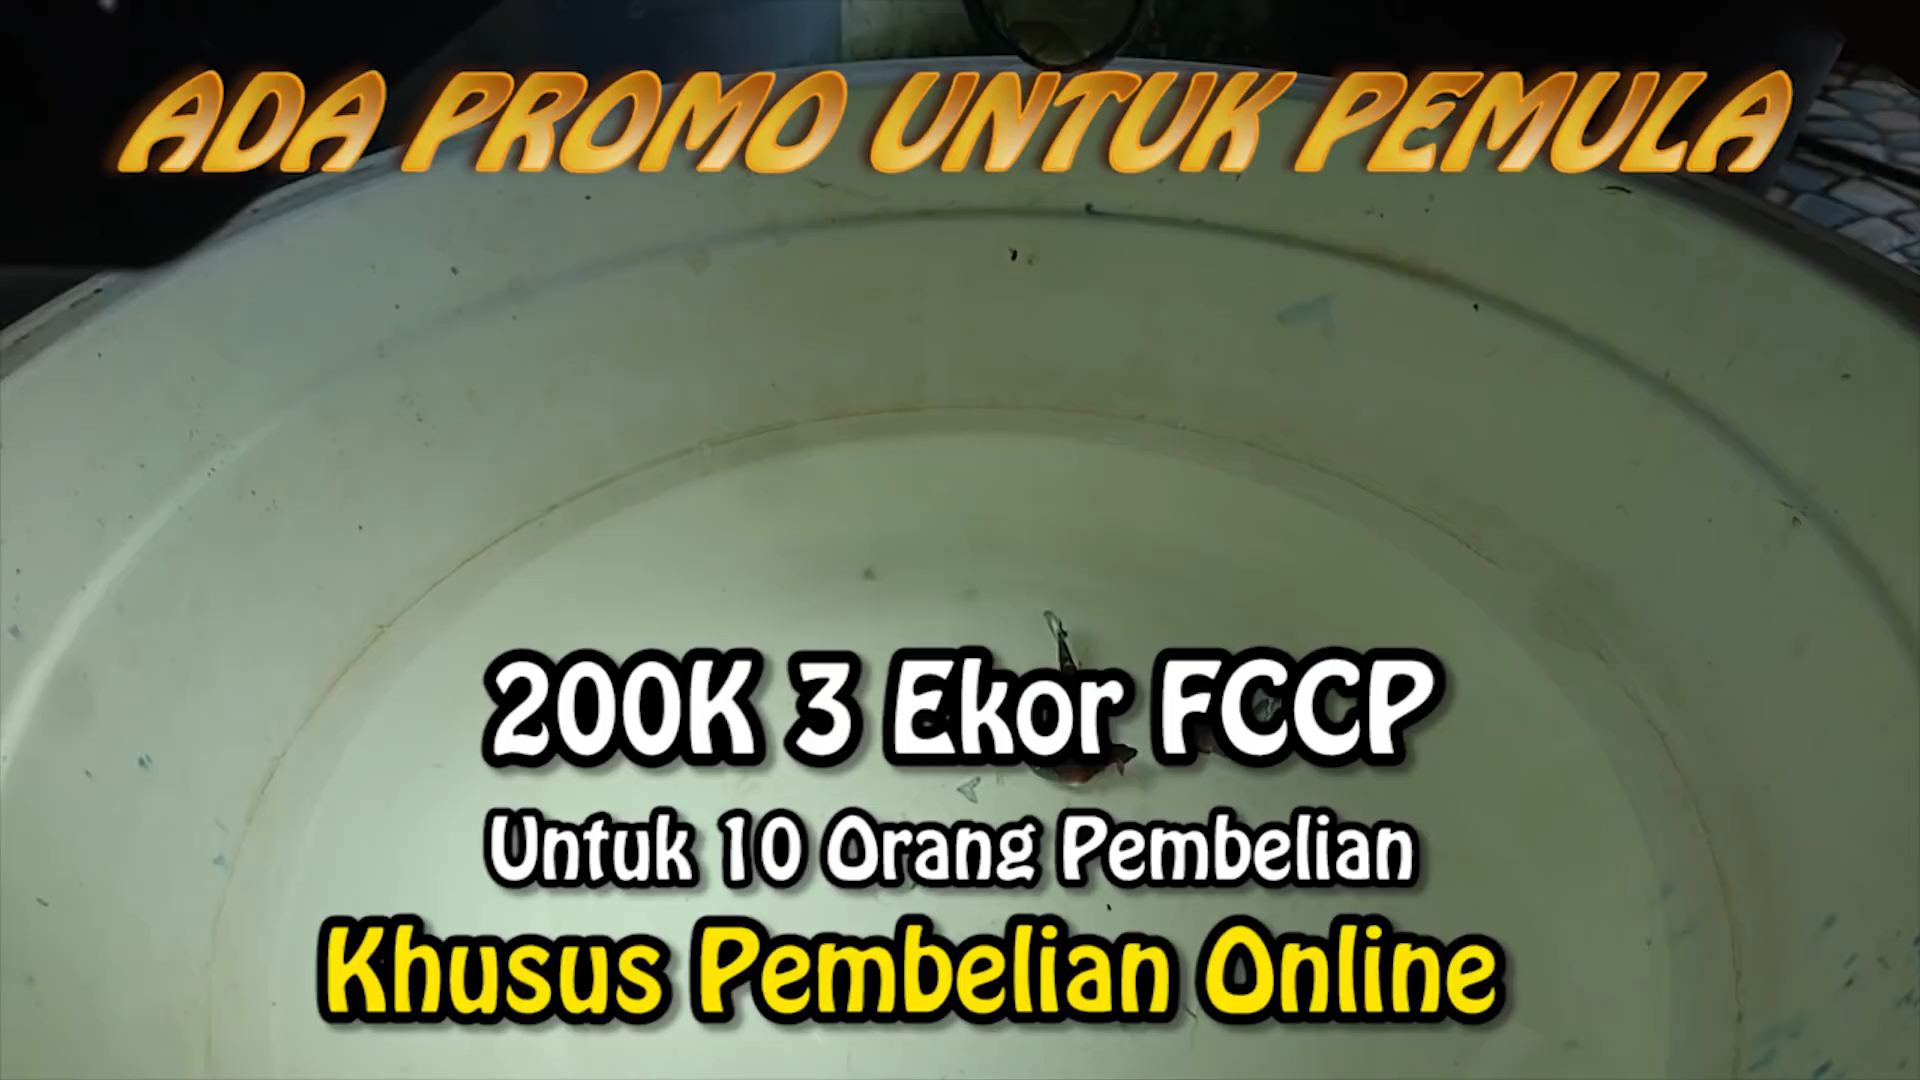 ADA PROMO UNTUK PEMULA
200K 3 Ekor FCCP
Untuk 10 Orang Pembelian
Khusus Pembelian Online